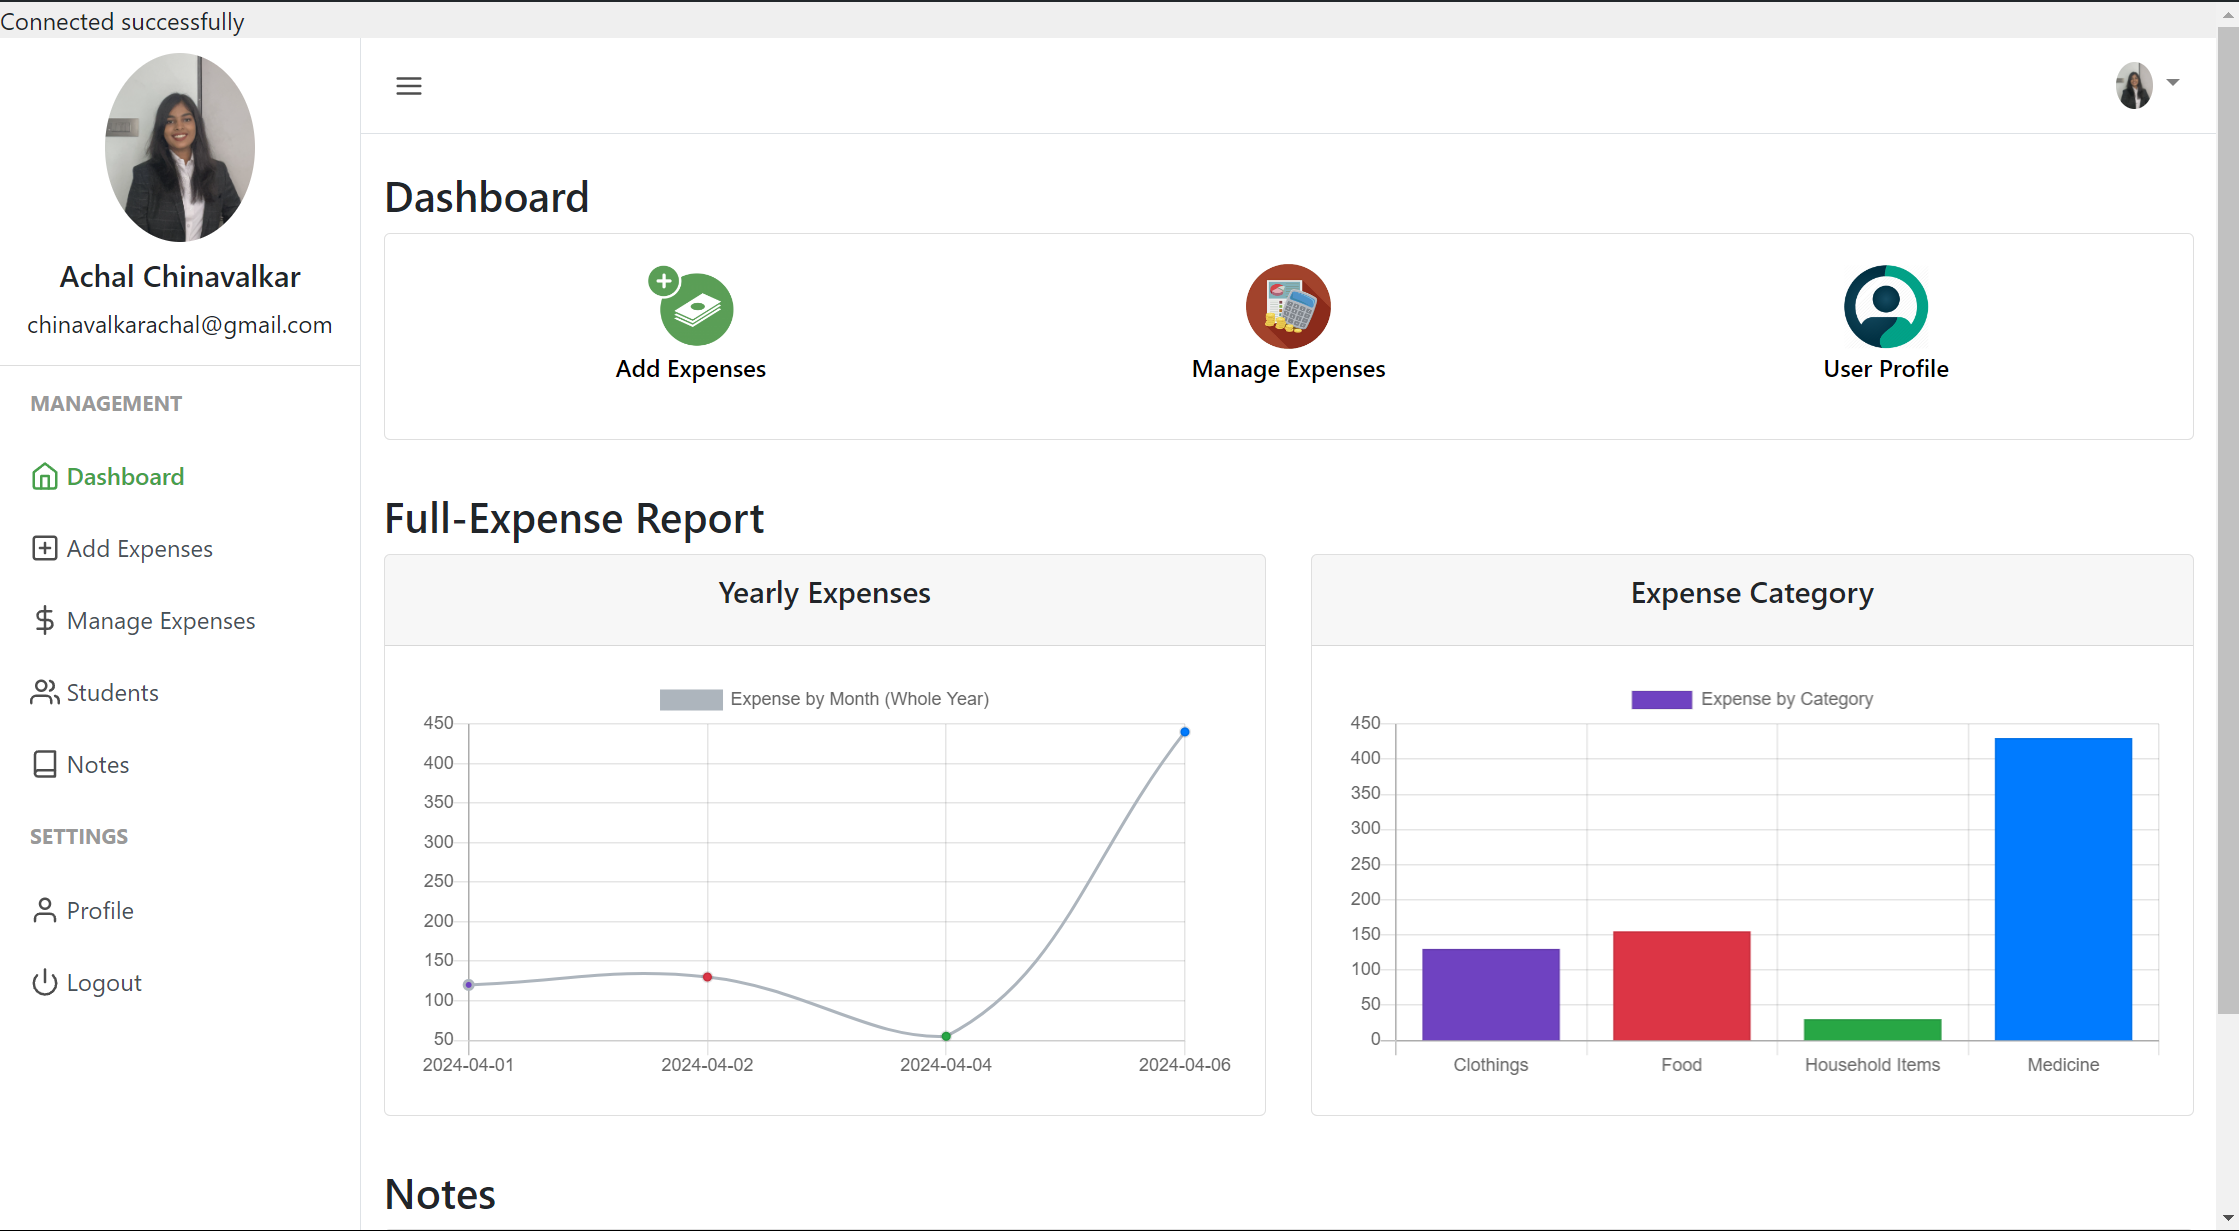 Connected successfully
Achal Chinavalkar
chinavalkarachal@gmail.com
MANAGEMENT
Dashboard
Add Expenses
Manage Expenses
Students
Notes
SETTINGS
Profile
Logout
Dashboard
Add Expenses
Manage Expenses
User Profile
Full-Expense Report
Yearly Expenses
Expense by Month (Whole Year)
450
400
350
300
250
200
150
100
50
2024-04-01 2024-04-02 2024-04-04 2024-04-06
Expense Category
Expense by Category
450
400
350
300
250
200
150
100
50
0
Clothings Food Household Items Medicine
Notes